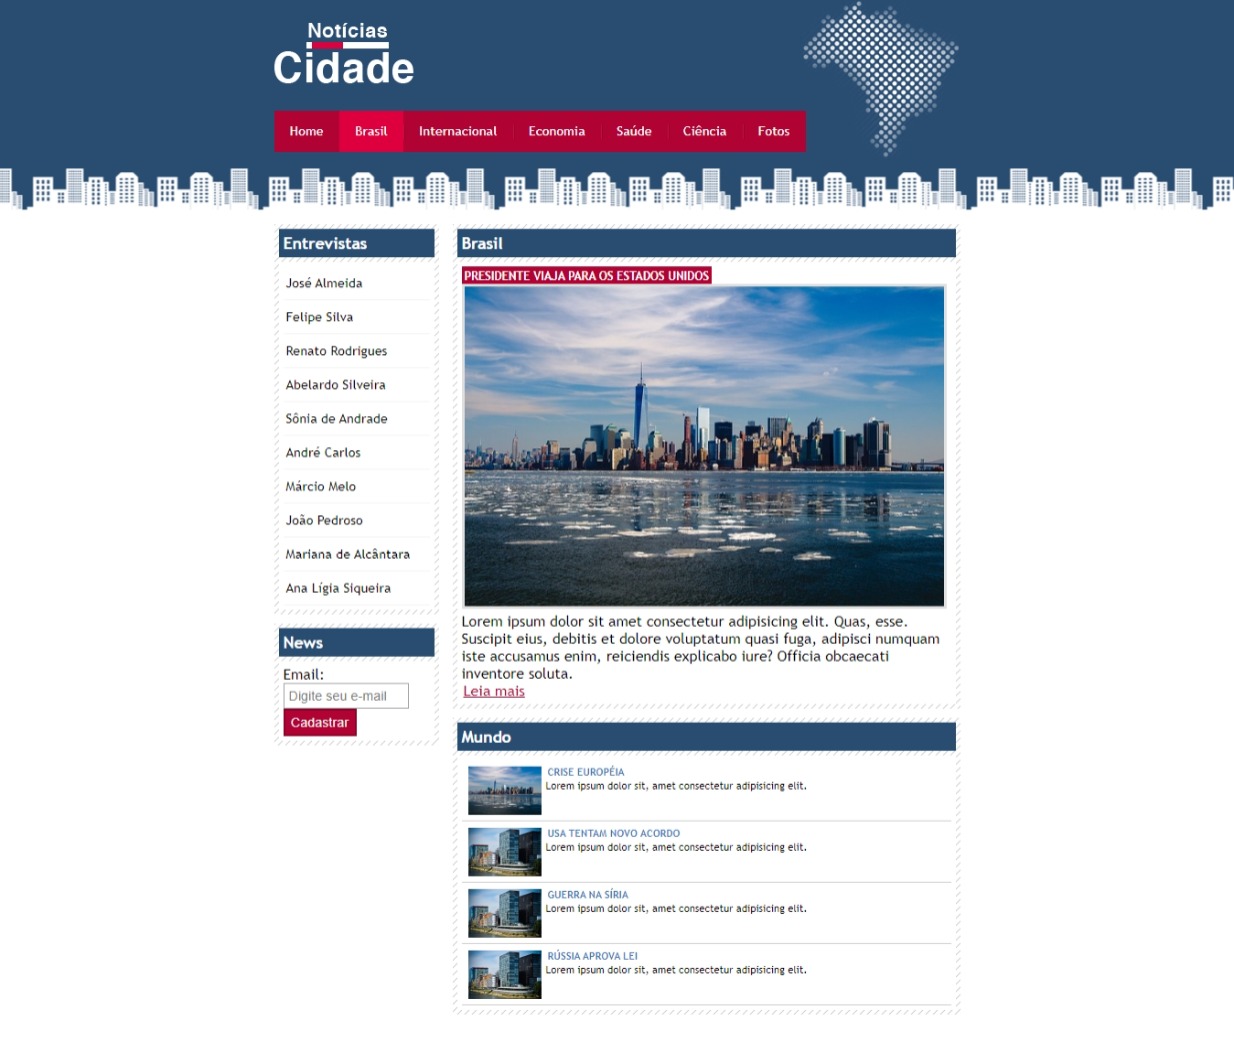 Notícias
Cidade
Home Brasil Internacional Economia Saúde Ciência Fotos
Entrevistas
José Almeida
Felipe Silva
Renato Rodrigues
Abelardo Silveira
Sônia de Andrade
André Carlos
Márcio Melo
João Pedroso
Mariana de Alcântara
Ana Lígia Siqueira
News
Email:
Digite seu e-mail
Cadastrar
Brasil
PRESIDENTE VIAJA PARA OS ESTADOS UNIDOS
Lorem ipsum dolor sit amet consectetur adipisicing elit. Quas, esse.
Suscipit eius, debitis et dolore voluptatum quasi fuga, adipisci numquam
iste accusamus enim, reiciendis explicabo iure? Officia obcaecati
inventore soluta.
Leia mais
Mundo
CRISE EUROPÉIA
Lorem ipsum dolor sit, amet consectetur adipisicing elit.
USA TENTAM NOVO ACORDO
Lorem ipsum dolor sit, amet consectetur adipisicing elit.
GUERRA NA SÍRIA
Lorem ipsum dolor sit, amet consectetur adipisicing elit.
RÚSSIA APROVA LEI
Lorem ipsum dolor sit, amet consectetur adipisicing elit.